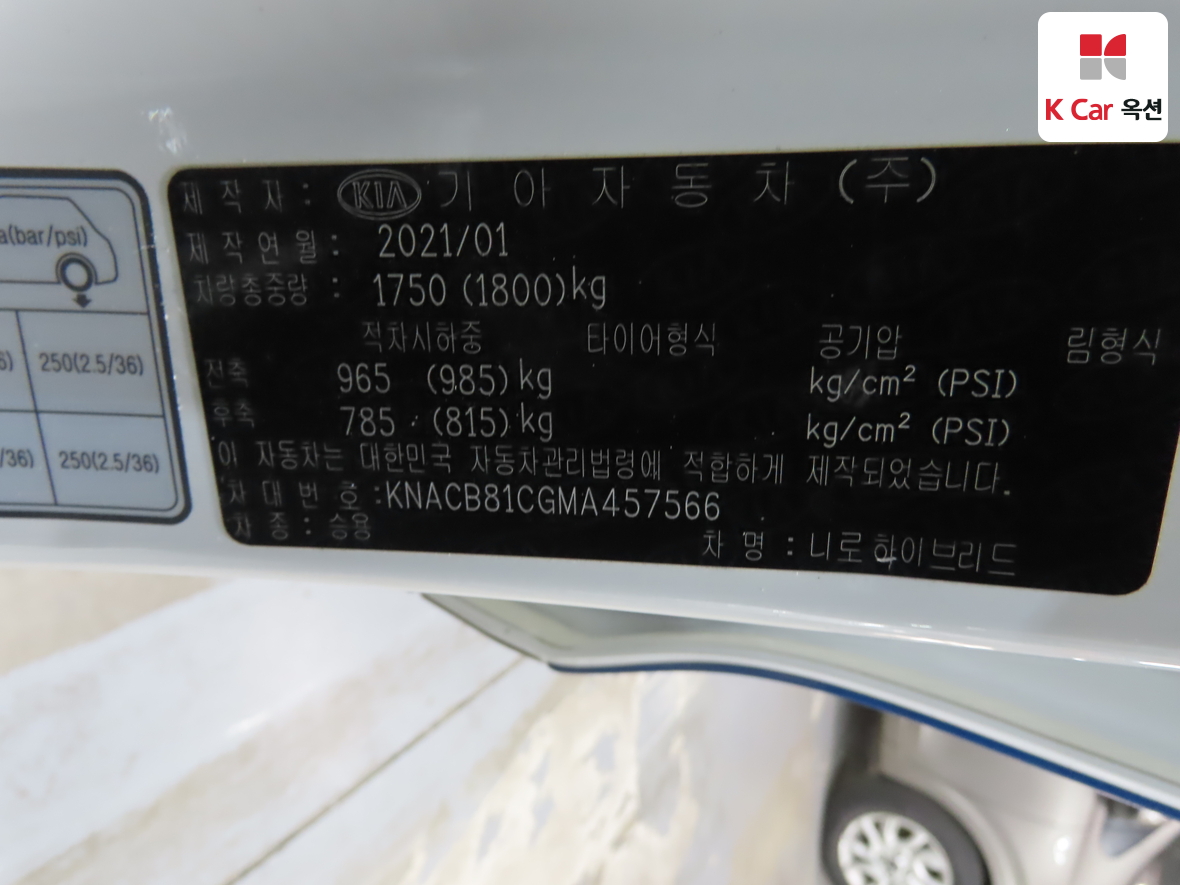 K Car 옥션
제작자 : KIA 기아자동차(주)
제작연월 : 2021/01
차량총중량 : 1750 (1800)kg
적차시하중 타이어형식 공기압 림형식
전축 965 (985) kg kg/cm² (PSI)
후축 785 (815) kg kg/cm² (PSI)
이 자동차는 대한민국 자동차관리법령에 적합하게 제작되었습니다.
차대번호 :KNACB81CGMA457566
차종 : 승용 차명 : 니로 하이브리드
a(bar/psi)
250(2.5/36)
/36) 250(2.5/36)